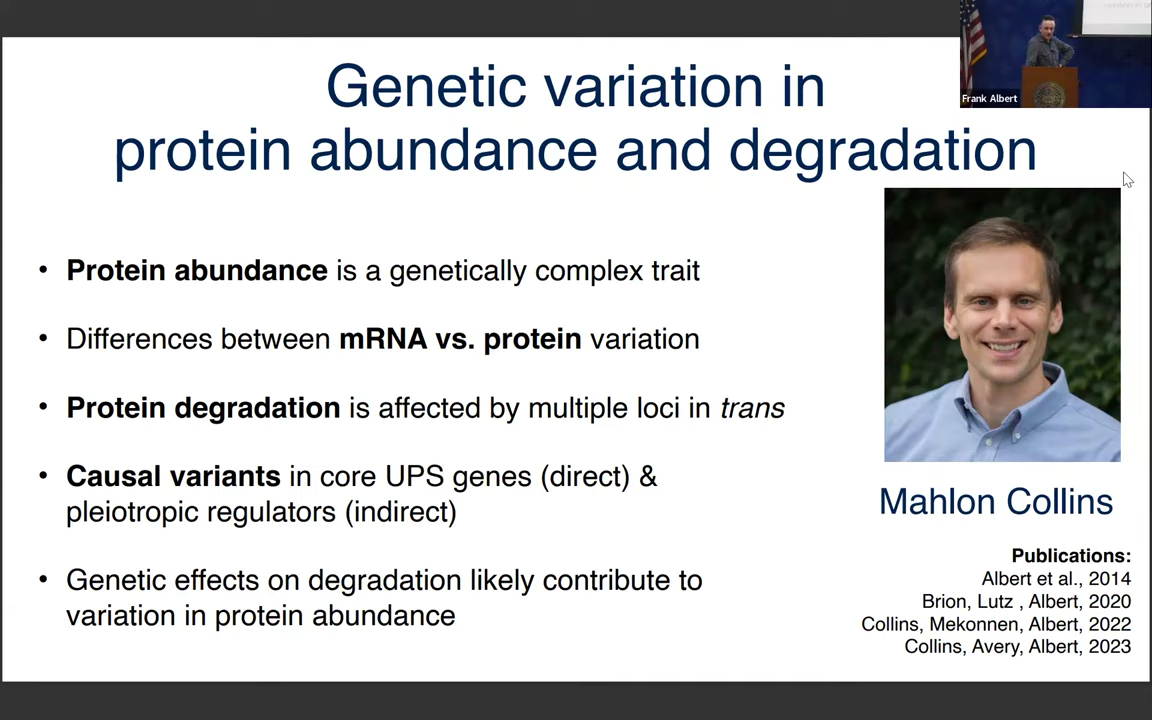 Genetic variation in
protein abundance and degradation
Frank Albert
• Protein abundance is a genetically complex trait
• Differences between mRNA vs. protein variation
• Protein degradation is affected by multiple loci in trans
• Causal variants in core UPS genes (direct) &
pleiotropic regulators (indirect)
• Genetic effects on degradation likely contribute to
variation in protein abundance
Mahlon Collins
Publications:
Albert et al., 2014
Brion, Lutz , Albert, 2020
Collins, Mekonnen, Albert, 2022
Collins, Avery, Albert, 2023